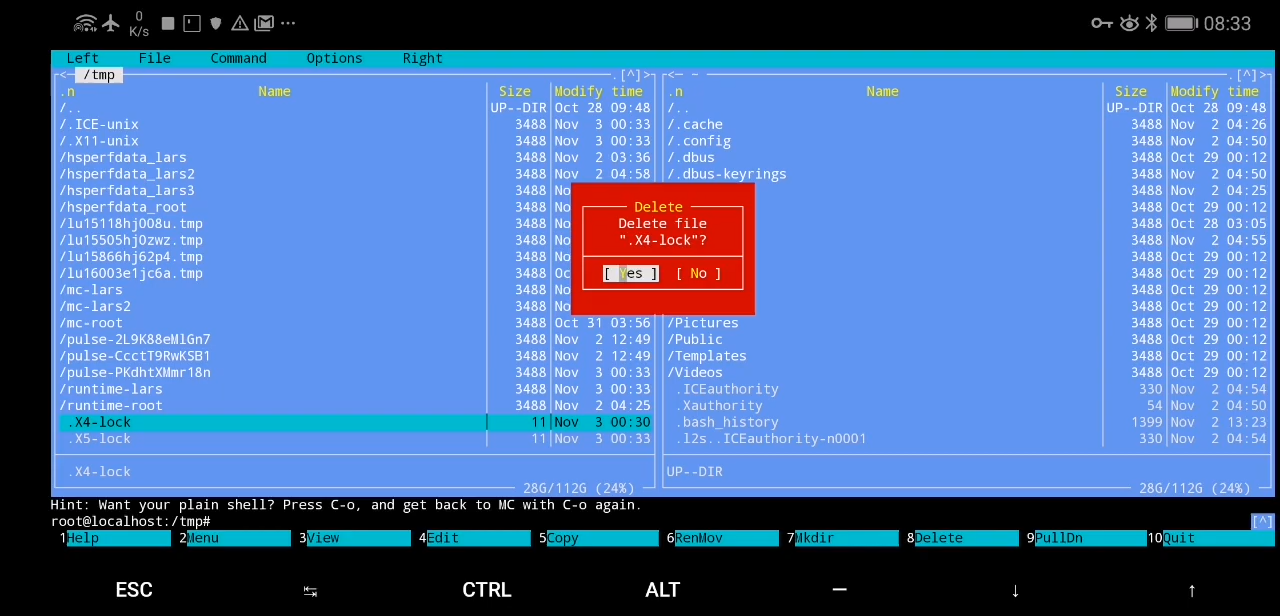 0 K/s 08:33
Left File Command Options Right
<─ /tmp .[^]>
.n Name Size Modify time
/.. UP--DIR Oct 28 09:48
/.ICE-unix 3488 Nov 3 00:33
/.X11-unix 3488 Nov 3 00:33
/hsperfdata_lars 3488 Nov 2 03:36
/hsperfdata_lars2 3488 Nov 2 04:58
/hsperfdata_lars3 3488 No
/hsperfdata_root 3488 No
/lu15118hj008u.tmp 3488 No
/lu15505hj0zwz.tmp 3488 No
/lu15866hj62p4.tmp 3488 No
/lu16003e1jc6a.tmp 3488 Oc
/mc-lars 3488 No
/mc-lars2 3488 No
/mc-root 3488 Oct 31 03:56
/pulse-2L9K88eMlGn7 3488 Nov 2 12:49
/pulse-CcctT9RwKSB1 3488 Nov 2 12:49
/pulse-PKdhtXMmr18n 3488 Nov 3 00:33
/runtime-lars 3488 Nov 3 00:33
/runtime-root 3488 Nov 2 04:25
.X4-lock 11 Nov 3 00:30
.X5-lock 11 Nov 3 00:33
.X4-lock
28G/112G (24%)
<─ ~ .[^]>
.n Name Size Modify time
/.. UP--DIR Oct 28 09:48
/.cache 3488 Nov 2 04:26
/.config 3488 Nov 2 04:50
/.dbus 3488 Oct 29 00:12
/.dbus-keyrings 3488 Nov 2 04:50
3488 Nov 2 04:25
3488 Oct 29 00:12
3488 Oct 28 03:05
3488 Nov 2 04:55
3488 Oct 29 00:12
3488 Oct 29 00:12
3488 Oct 29 00:12
3488 Oct 29 00:12
/Pictures 3488 Oct 29 00:12
/Public 3488 Oct 29 00:12
/Templates 3488 Oct 29 00:12
/Videos 3488 Oct 29 00:12
.ICEauthority 330 Nov 2 04:54
.Xauthority 54 Nov 2 04:50
.bash_history 1399 Nov 2 13:23
.l2s..ICEauthority-n0001 330 Nov 2 04:54
UP--DIR
28G/112G (24%)
Delete
Delete file
".X4-lock"?
[ Yes ] [ No ]
Hint: Want your plain shell? Press C-o, and get back to MC with C-o again.
root@localhost:/tmp# [^]
1Help 2Menu 3View 4Edit 5Copy 6RenMov 7Mkdir 8Delete 9PullDn 10Quit
ESC ↹ CTRL ALT ― ↓ ↑